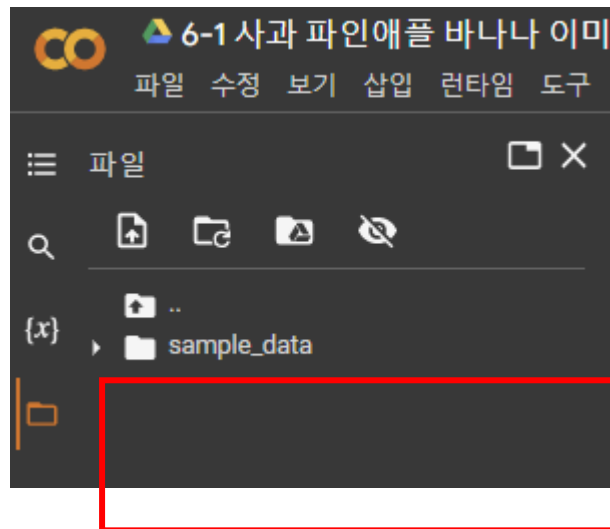 6-1 사과 파인애플 바나나 이미
파일 수정 보기 삽입 런타임 도구
파일
..
{x}
sample_data